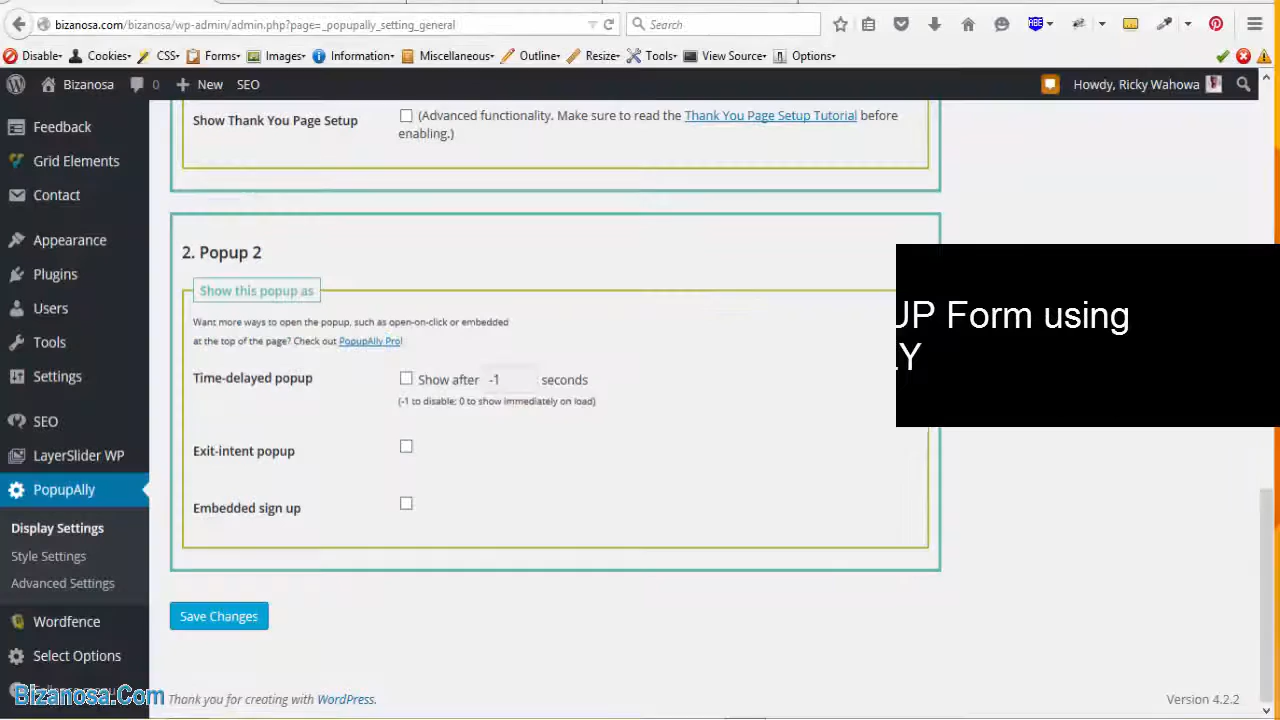 bizanosa.com/bizanosa/wp-admin/admin.php?page=_popupally_setting_general
Search
ABE
Disable Cookies CSS Forms Images Information Miscellaneous Outline Resize Tools View Source Options
Bizanosa 0 New SEO
Howdy, Ricky Wahowa
Feedback
Grid Elements
Contact
Appearance
Plugins
Users
Tools
Settings
SEO
LayerSlider WP
PopupAlly
Display Settings
Style Settings
Advanced Settings
Wordfence
Select Options
Bizanosa.Com
Show Thank You Page Setup
(Advanced functionality. Make sure to read the Thank You Page Setup Tutorial before
enabling.)
2. Popup 2
Show this popup as
Want more ways to open the popup, such as open-on-click or embedded
at the top of the page? Check out PopupAlly Pro!
Time-delayed popup
Show after -1 seconds
(-1 to disable; 0 to show immediately on load)
Exit-intent popup
Embedded sign up
UP Form using
LY
Save Changes
Thank you for creating with WordPress.
Version 4.2.2